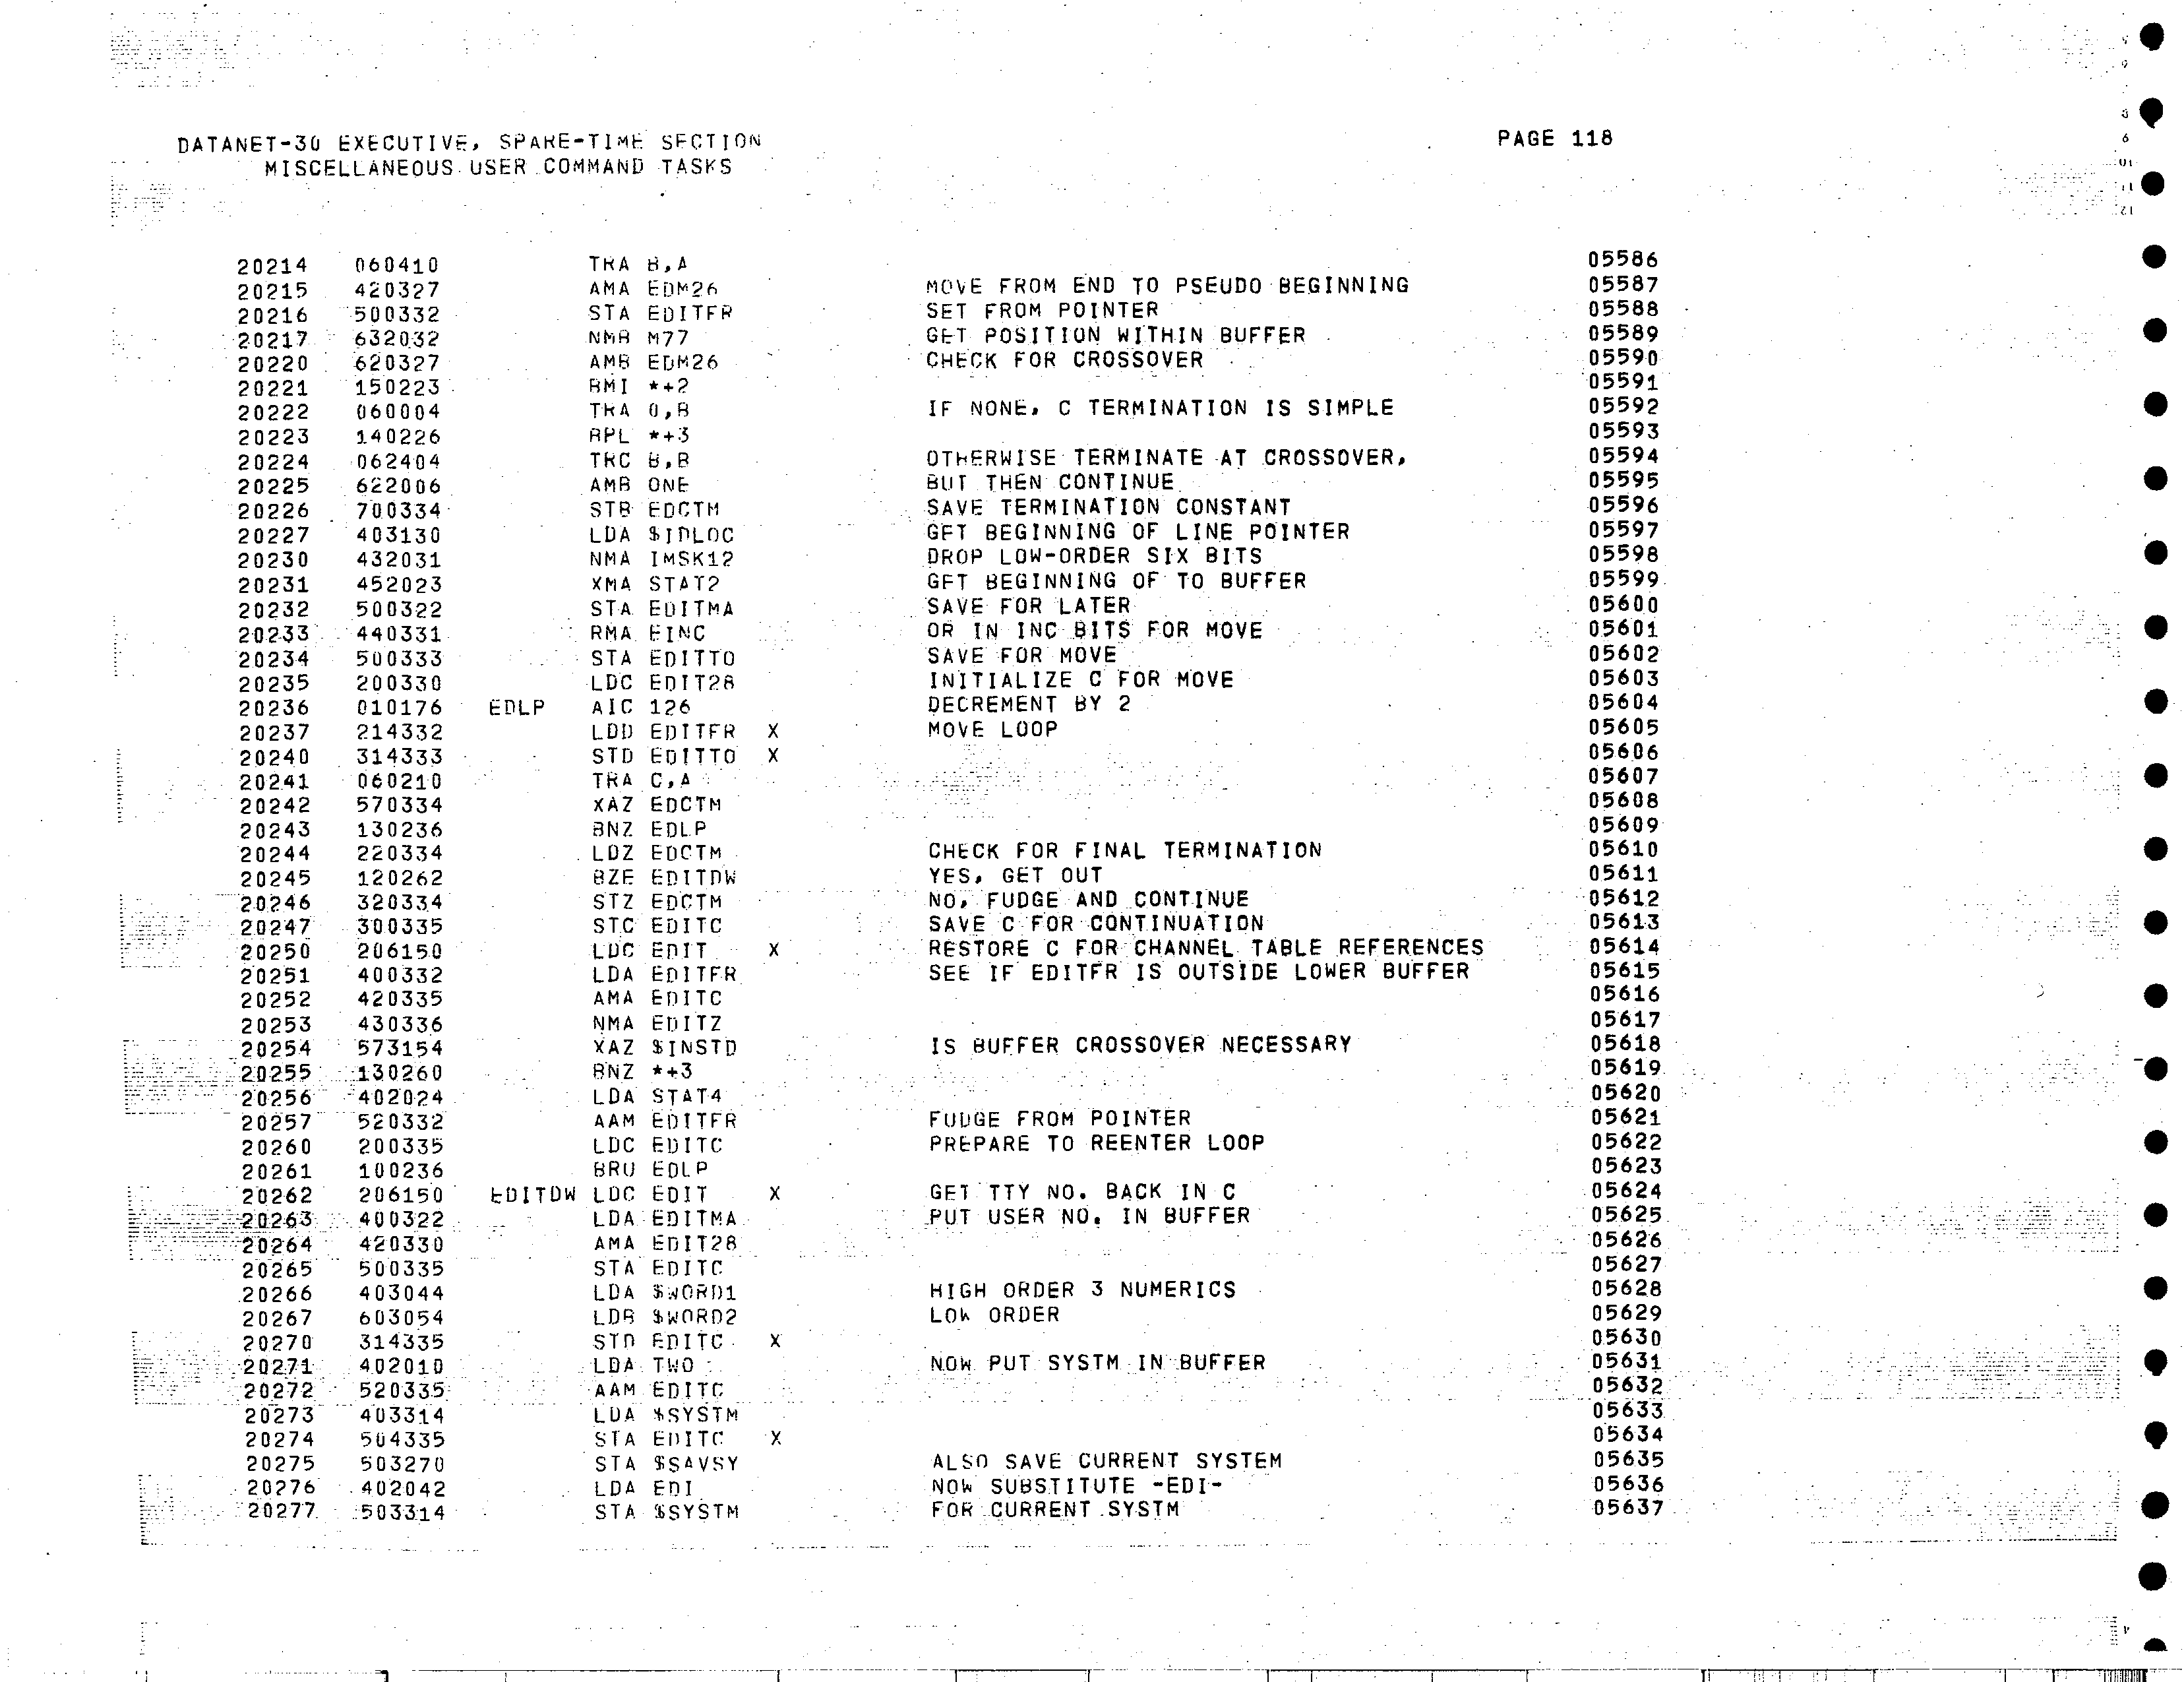 DATANET-30 EXECUTIVE, SPARE-TIME SECTION PAGE 118
MISCELLANEOUS USER COMMAND TASKS
20214 060410 TRA B,A 05586
20215 420327 AMA EDM26 MOVE FROM END TO PSEUDO BEGINNING 05587
20216 500332 STA EDITFR SET FROM POINTER 05588
20217 632032 NMB M77 GET POSITION WITHIN BUFFER 05589
20220 620327 AMB EDM26 CHECK FOR CROSSOVER 05590
20221 150223 BMI *+2 05591
20222 060004 TRA 0,B IF NONE, C TERMINATION IS SIMPLE 05592
20223 140226 BPL *+3 05593
20224 062404 TRC B,B OTHERWISE TERMINATE AT CROSSOVER, 05594
20225 622006 AMB ONE BUT THEN CONTINUE 05595
20226 700334 STB EDCTM SAVE TERMINATION CONSTANT 05596
20227 403130 LDA $IDLOC GET BEGINNING OF LINE POINTER 05597
20230 432031 NMA IMSK12 DROP LOW-ORDER SIX BITS 05598
20231 452023 XMA STAT2 GET BEGINNING OF TO BUFFER 05599
20232 500322 STA EDITMA SAVE FOR LATER 05600
20233 440331 RMA EINC OR IN INC BITS FOR MOVE 05601
20234 500333 STA EDITTO SAVE FOR MOVE 05602
20235 200330 LDC EDIT28 INITIALIZE C FOR MOVE 05603
20236 010176 EDLP AIC 126 DECREMENT BY 2 05604
20237 214332 LDD EDITFR X MOVE LOOP 05605
20240 314333 STD EDITTO X 05606
20241 060210 TRA C,A 05607
20242 570334 XAZ EDCTM 05608
20243 130236 BNZ EDLP 05609
20244 220334 LDZ EDCTM CHECK FOR FINAL TERMINATION 05610
20245 120262 BZE EDITDW YES, GET OUT 05611
20246 320334 STZ EDCTM NO, FUDGE AND CONTINUE 05612
20247 300335 STC EDITC SAVE C FOR CONTINUATION 05613
20250 206150 LDC EDIT X RESTORE C FOR CHANNEL TABLE REFERENCES 05614
20251 400332 LDA EDITFR SEE IF EDITFR IS OUTSIDE LOWER BUFFER 05615
20252 420335 AMA EDITC 05616
20253 430336 NMA EDITZ 05617
20254 573154 XAZ $INSTD IS BUFFER CROSSOVER NECESSARY 05618
20255 130260 BNZ *+3 05619
20256 402024 LDA STAT4 05620
20257 520332 AAM EDITFR FUDGE FROM POINTER 05621
20260 200335 LDC EDITC PREPARE TO REENTER LOOP 05622
20261 100236 BRU EDLP 05623
20262 206150 EDITDW LDC EDIT X GET TTY NO. BACK IN C 05624
20263 400322 LDA EDITMA PUT USER NO. IN BUFFER 05625
20264 420330 AMA EDIT28 05626
20265 500335 STA EDITC 05627
20266 403044 LDA $WORD1 HIGH ORDER 3 NUMERICS 05628
20267 603054 LDB $WORD2 LOW ORDER 05629
20270 314335 STD EDITC X 05630
20271 402010 LDA TWO NOW PUT SYSTM IN BUFFER 05631
20272 520335 AAM EDITC 05632
20273 403314 LDA $SYSTM 05633
20274 504335 STA EDITC X 05634
20275 503270 STA $SAVSY ALSO SAVE CURRENT SYSTEM 05635
20276 402042 LDA EDI NOW SUBSTITUTE -EDI- 05636
20277 503314 STA $SYSTM FOR CURRENT SYSTM 05637